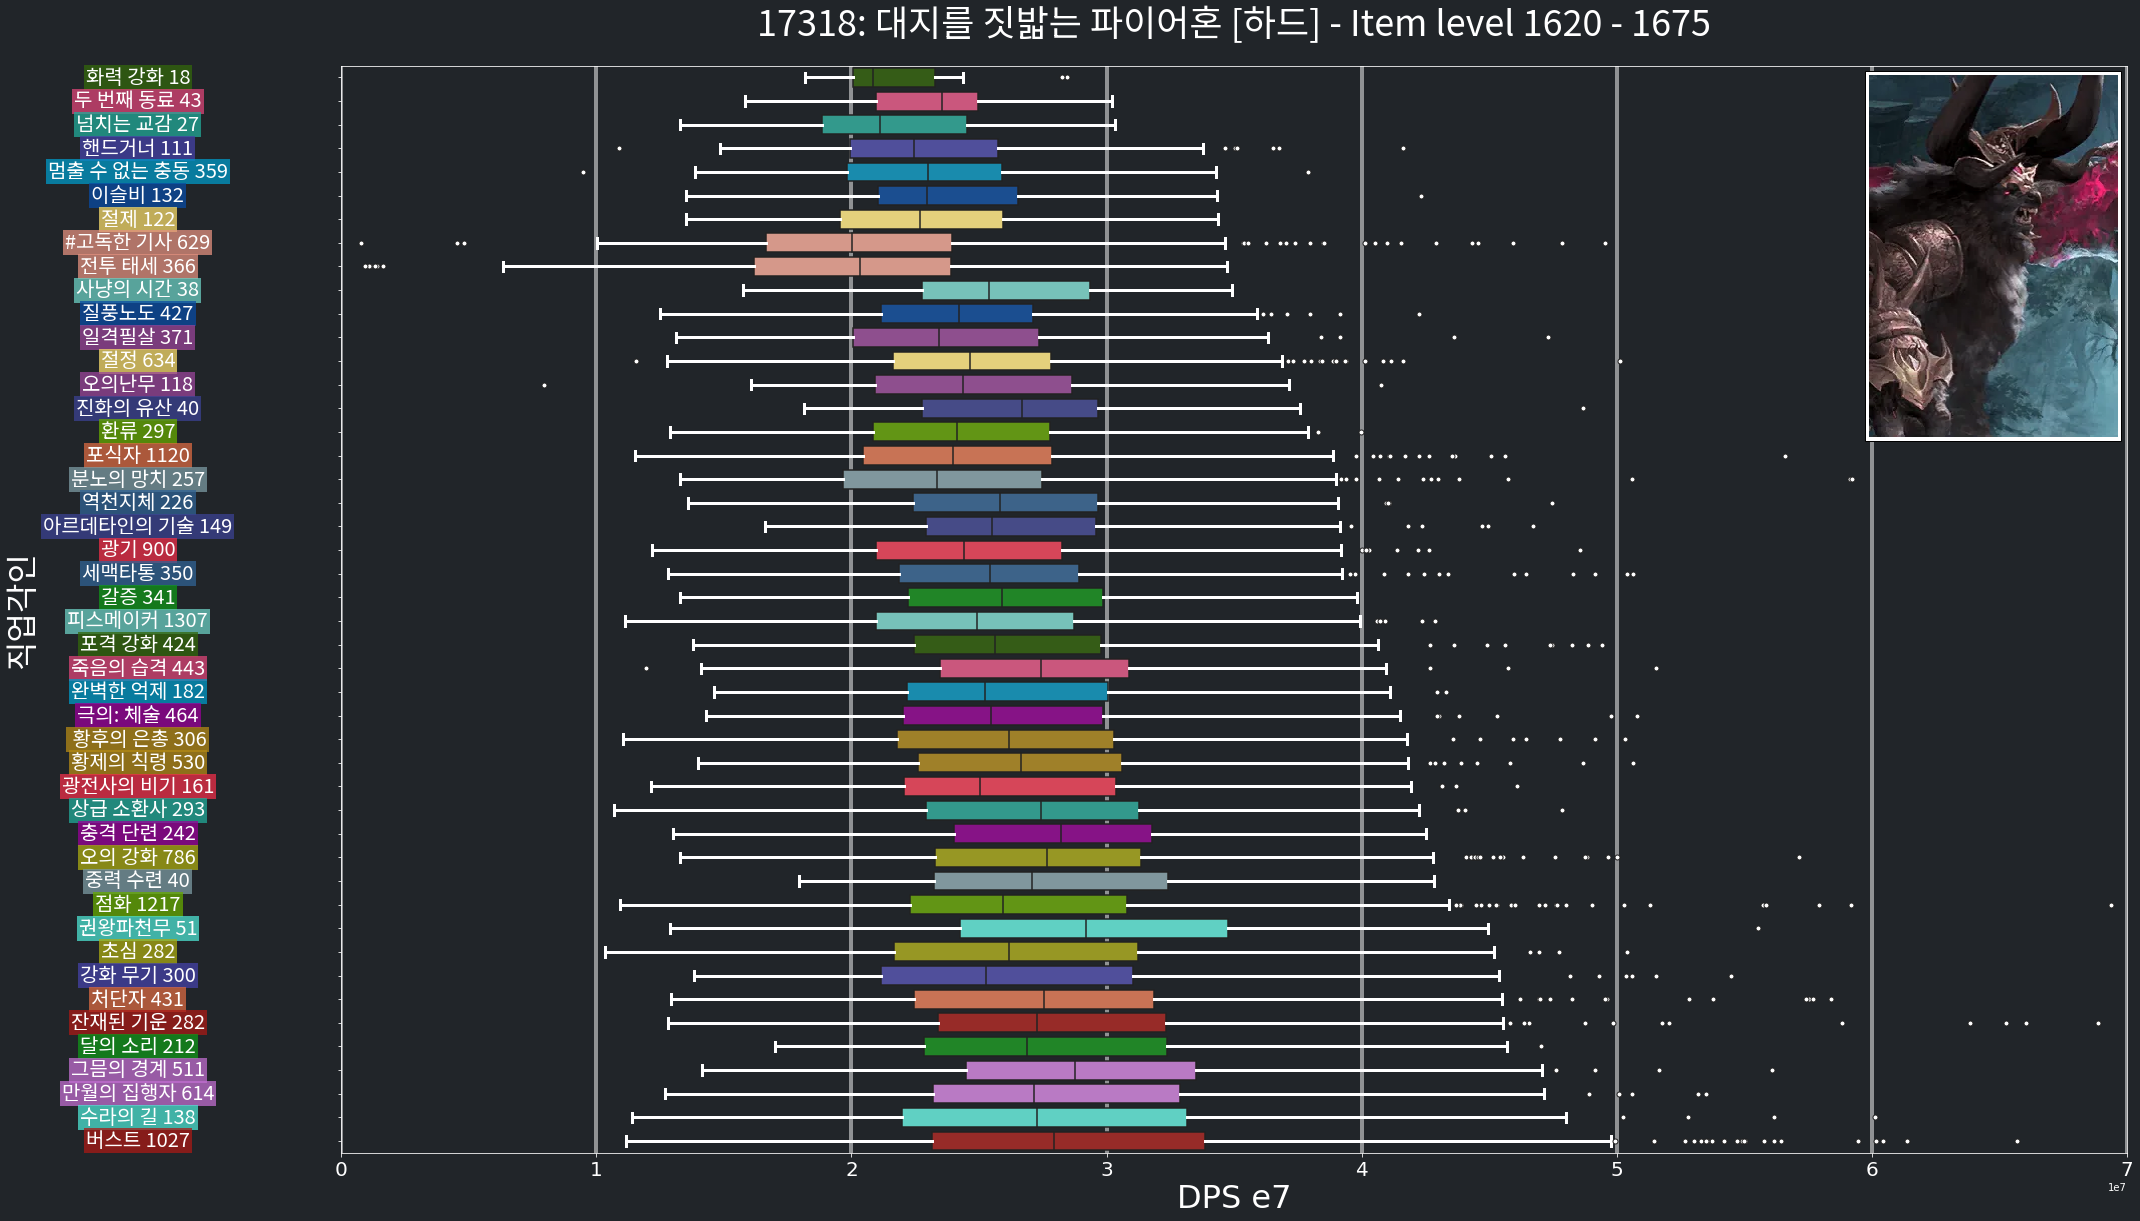 17318: 대지를 짓밟는 파이어혼 [하드] - Item level 1620 - 1675
화력 강화 18
두 번째 동료 43
넘치는 교감 27
핸드거너 111
멈출 수 없는 충동 359
이슬비 132
절제 122
#고독한 기사 629
전투 태세 366
사냥의 시간 38
질풍노도 427
일격필살 371
절정 634
오의난무 118
진화의 유산 40
환류 297
포식자 1120
분노의 망치 257
역천지체 226
아르데타인의 기술 149
광기 900
세맥타통 350
갈증 341
피스메이커 1307
포격 강화 424
죽음의 습격 443
완벽한 억제 182
극의: 체술 464
황후의 은총 306
황제의 칙령 530
광전사의 비기 161
상급 소환사 293
충격 단련 242
오의 강화 786
중력 수련 40
점화 1217
권왕파천무 51
초심 282
강화 무기 300
처단자 431
잔재된 기운 282
달의 소리 212
그믐의 경계 511
만월의 집행자 614
수라의 길 138
버스트 1027
직업각인
0 1 2 3 4 5 6 7
1e7
DPS e7